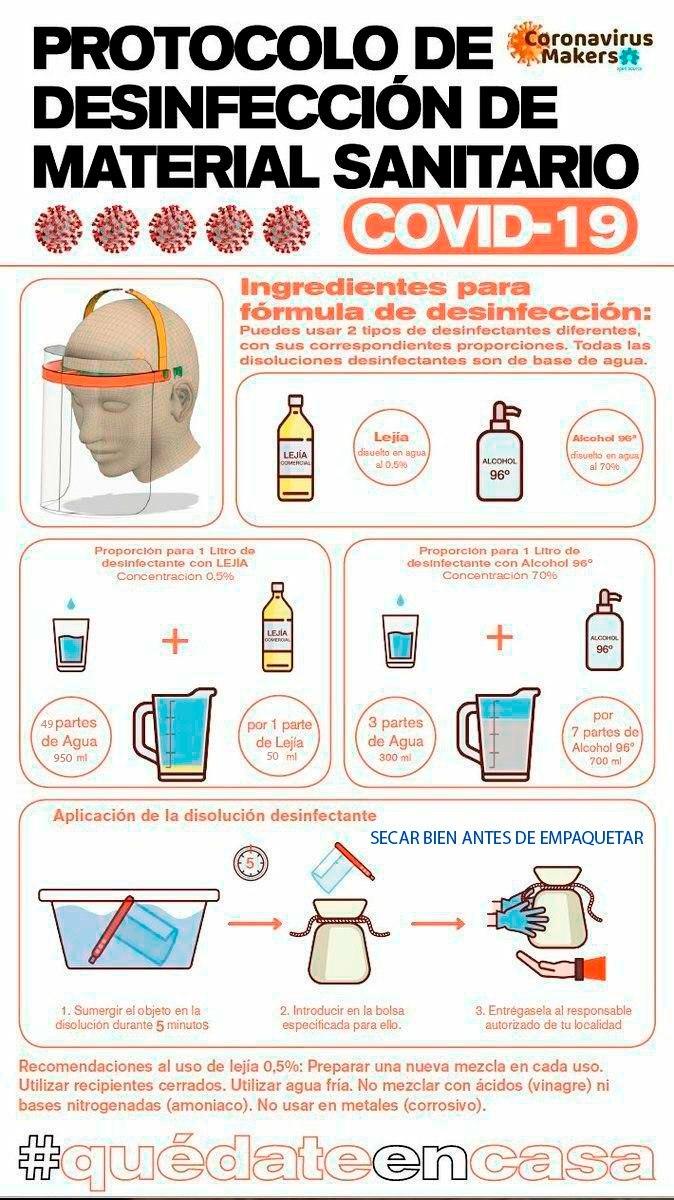 PROTOCOLO DE
Coronavirus
Makers
open source
DESINFECCIÓN DE
MATERIAL SANITARIO
COVID-19
Ingredientes para
fórmula de desinfección:
Puedes usar 2 tipos de desinfectantes diferentes,
con sus correspondientes proporciones. Todas las
disoluciones desinfectantes son de base de agua.
LEJÍA
COMERCIAL
Lejía
disuelto en agua
al 0,5%
ALCOHOL
96º
Alcohol 96º
disuelto en agua
al 70%
Proporción para 1 Litro de
desinfectante con LEJÍA
Concentración 0,5%
LEJÍA
COMERCIAL
49 partes
de Agua
950 ml
por 1 parte
de Lejía
50 ml
Proporción para 1 Litro de
desinfectante con Alcohol 96º
Concentración 70%
ALCOHOL
96º
3 partes
de Agua
300 ml
por
7 partes de
Alcohol 96º
700 ml
Aplicación de la disolución desinfectante
SECAR BIEN ANTES DE EMPAQUETAR
5
1. Sumergir el objeto en la
disolución durante 5 minutos
2. Introducir en la bolsa
especificada para ello.
3. Entrégasela al responsable
autorizado de tu localidad
Recomendaciones al uso de lejía 0,5%: Preparar una nueva mezcla en cada uso.
Utilizar recipientes cerrados. Utilizar agua fría. No mezclar con ácidos (vinagre) ni
bases nitrogenadas (amoniaco). No usar en metales (corrosivo).
#quédateencasa